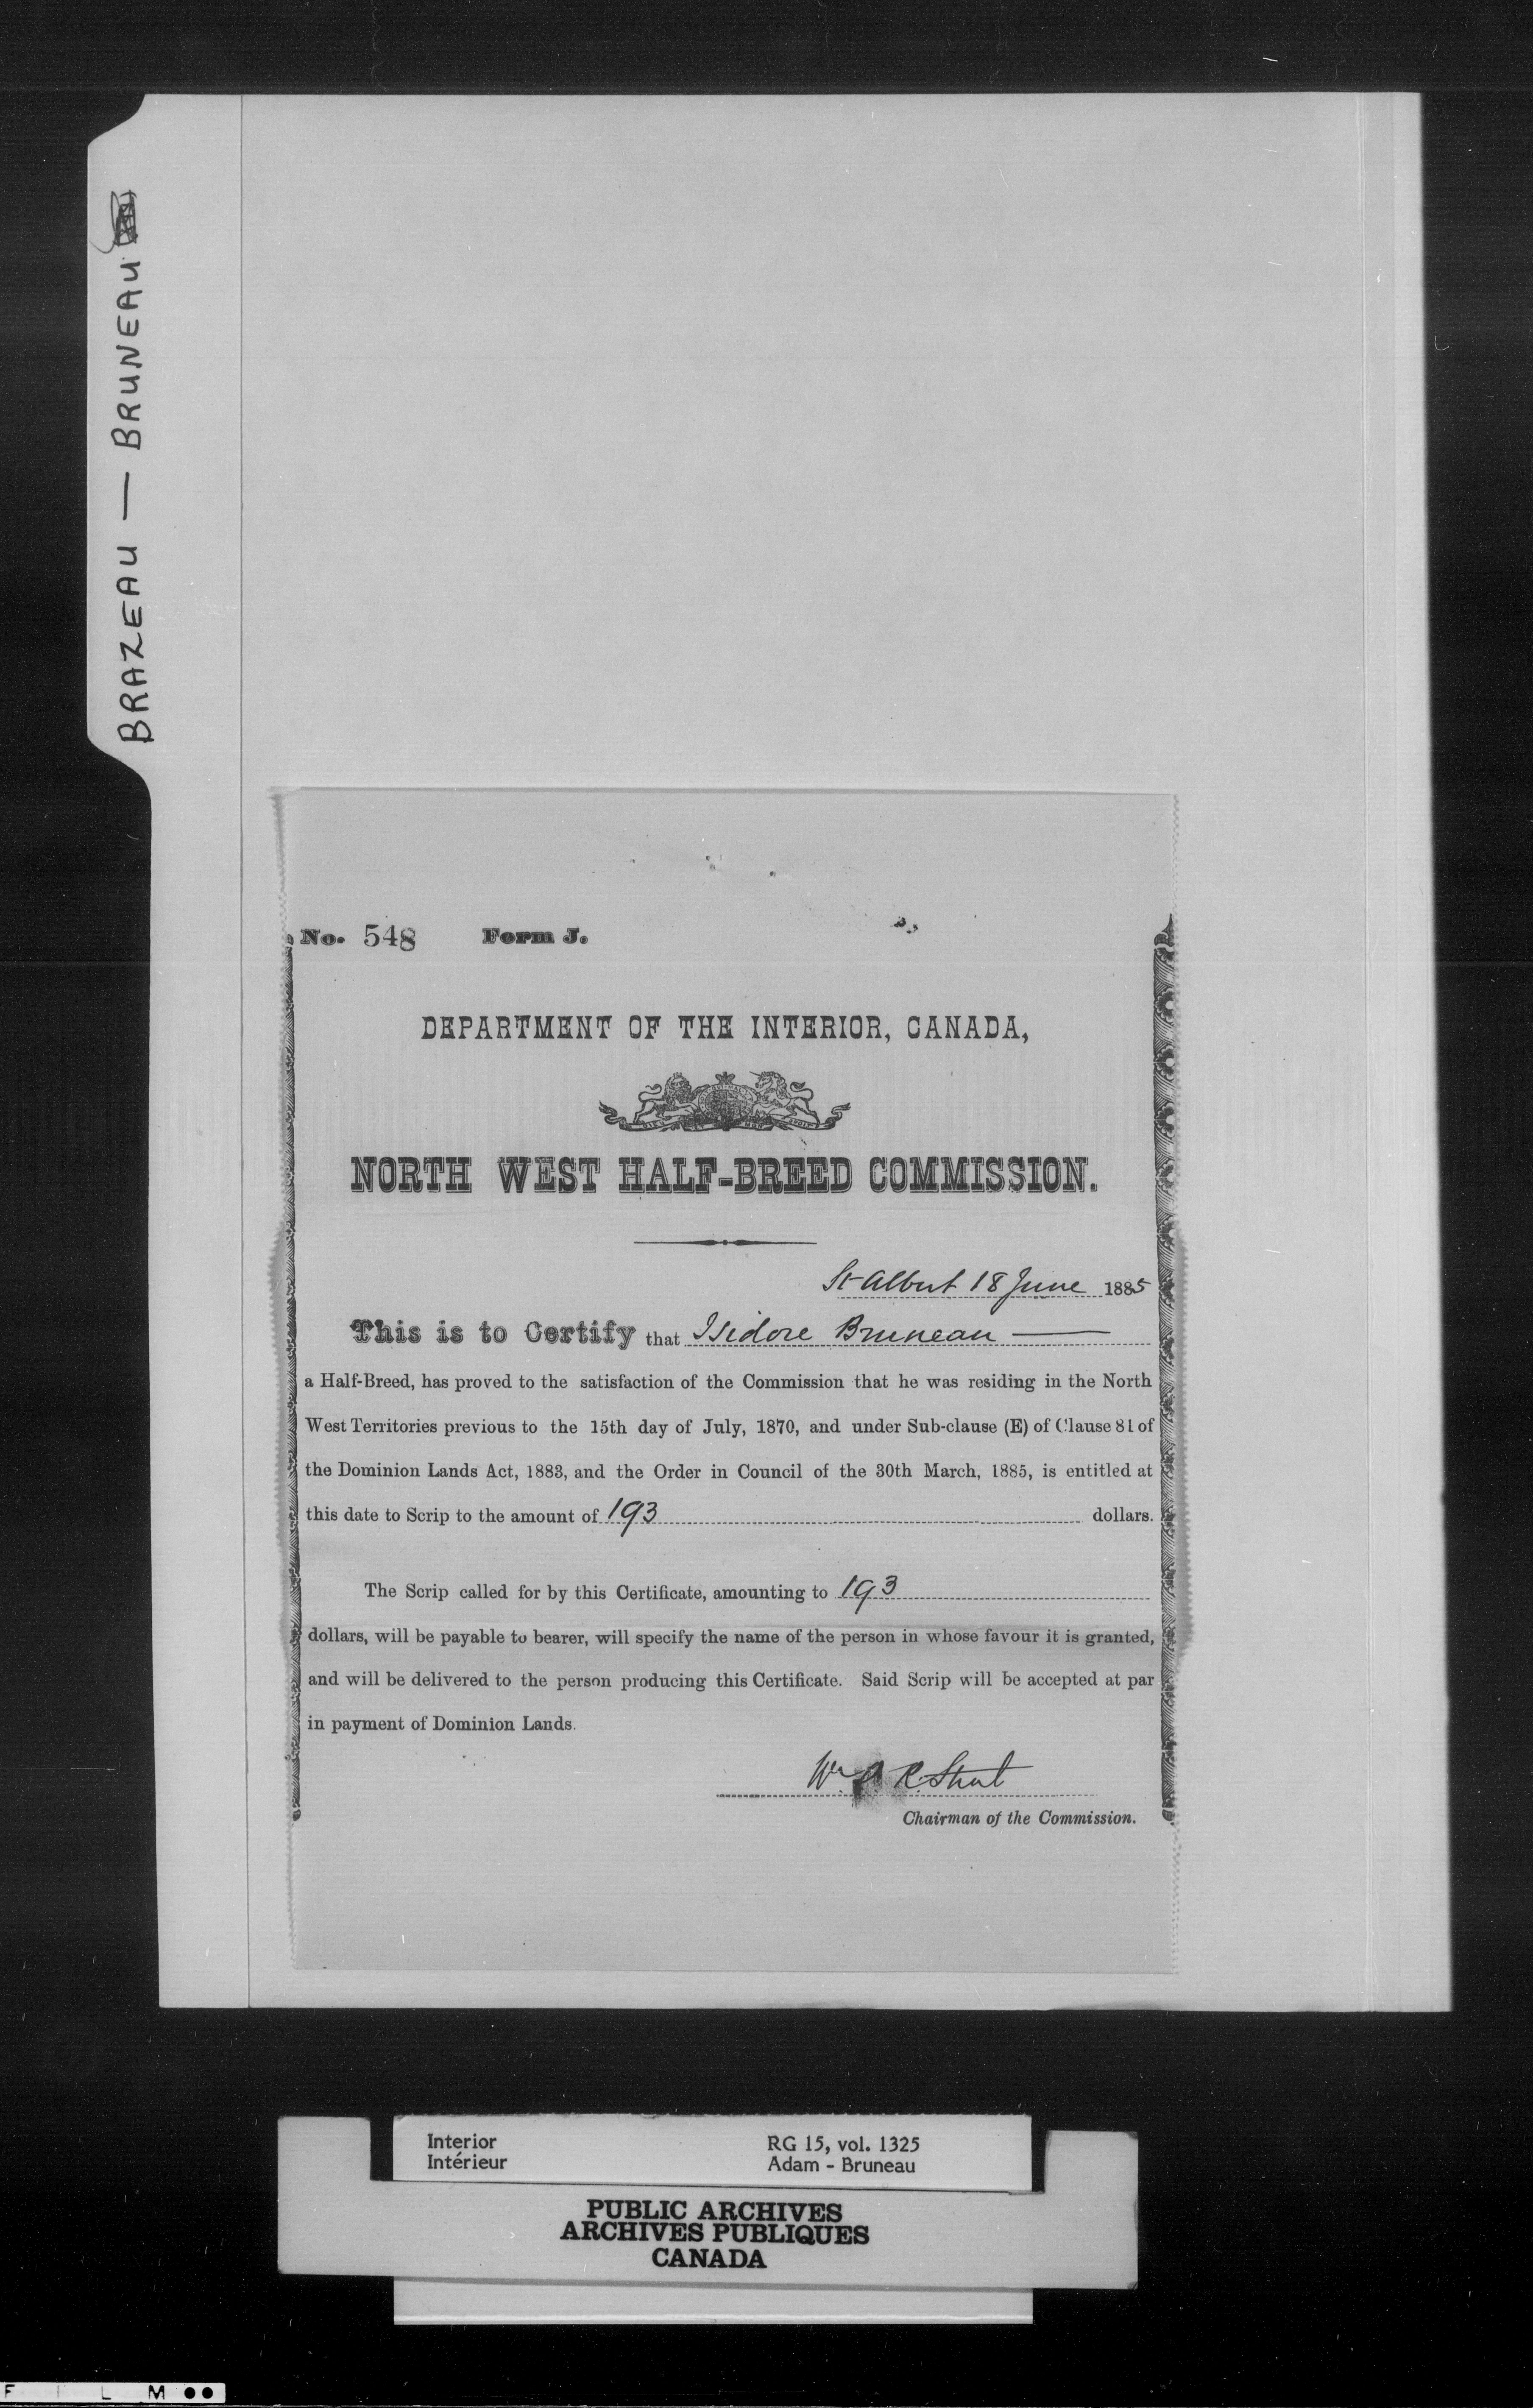 BRAZEAU — BRUNEAU
No. 548 Form J.
DEPARTMENT OF THE INTERIOR, CANADA,
NORTH WEST HALF-BREED COMMISSION.
St Albert 18 June 1885
This is to Certify that Isidore Bruneau
a Half-Breed, has proved to the satisfaction of the Commission that he was residing in the North
West Territories previous to the 15th day of July, 1870, and under Sub-clause (E) of Clause 81 of
the Dominion Lands Act, 1883, and the Order in Council of the 30th March, 1885, is entitled at
this date to Scrip to the amount of 193 dollars.
The Scrip called for by this Certificate, amounting to 193
dollars, will be payable to bearer, will specify the name of the person in whose favour it is granted,
and will be delivered to the person producing this Certificate. Said Scrip will be accepted at par
in payment of Dominion Lands.
Wm P. R. Street
Chairman of the Commission.
Interior RG 15, vol. 1325
Intérieur Adam - Bruneau
PUBLIC ARCHIVES
ARCHIVES PUBLIQUES
CANADA
F I L M